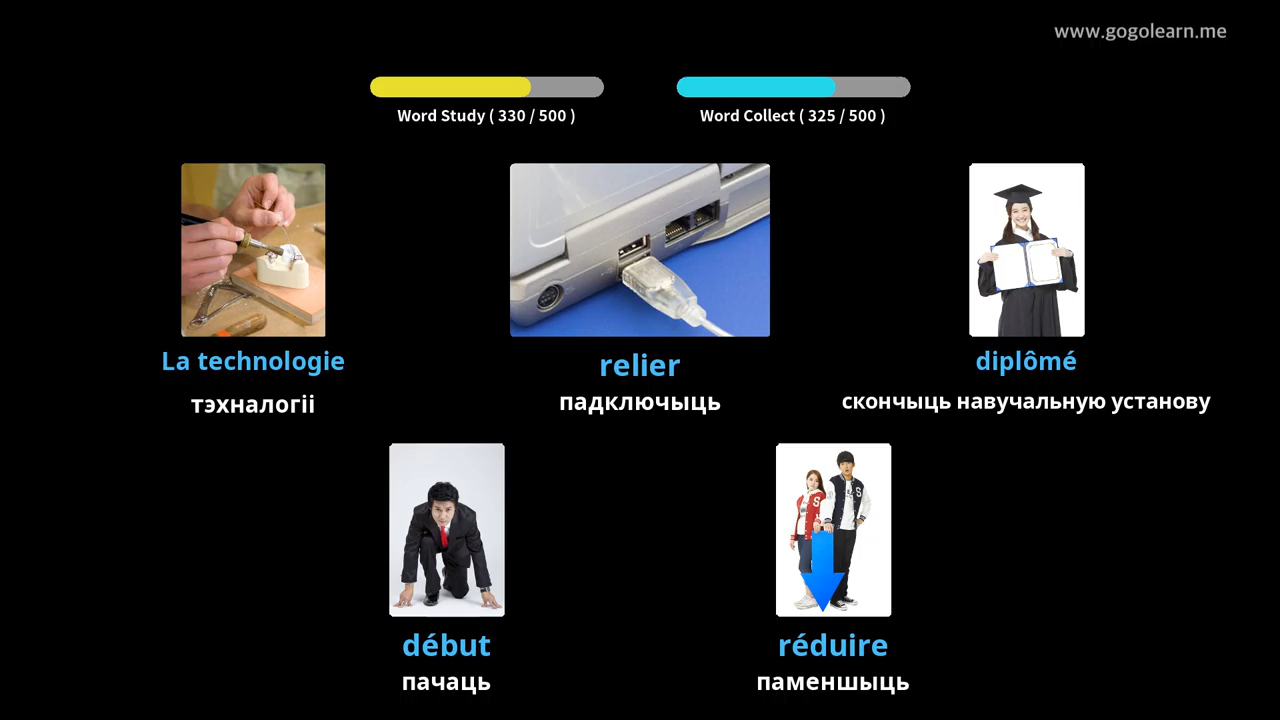 www.gogolearn.me
Word Study ( 330 / 500 )
Word Collect ( 325 / 500 )
La technologie
тэхналогіі
relier
падключыць
diplômé
скончыць навучальную установу
début
пачаць
réduire
паменшыць